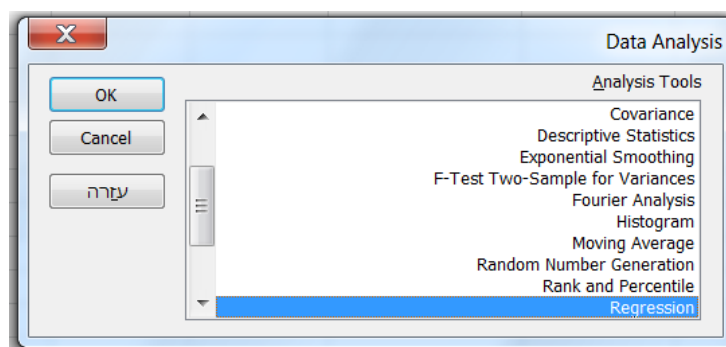 Data Analysis
Analysis Tools
Covariance
Descriptive Statistics
Exponential Smoothing
F-Test Two-Sample for Variances
Fourier Analysis
Histogram
Moving Average
Random Number Generation
Rank and Percentile
Regression
OK
Cancel
עזרה